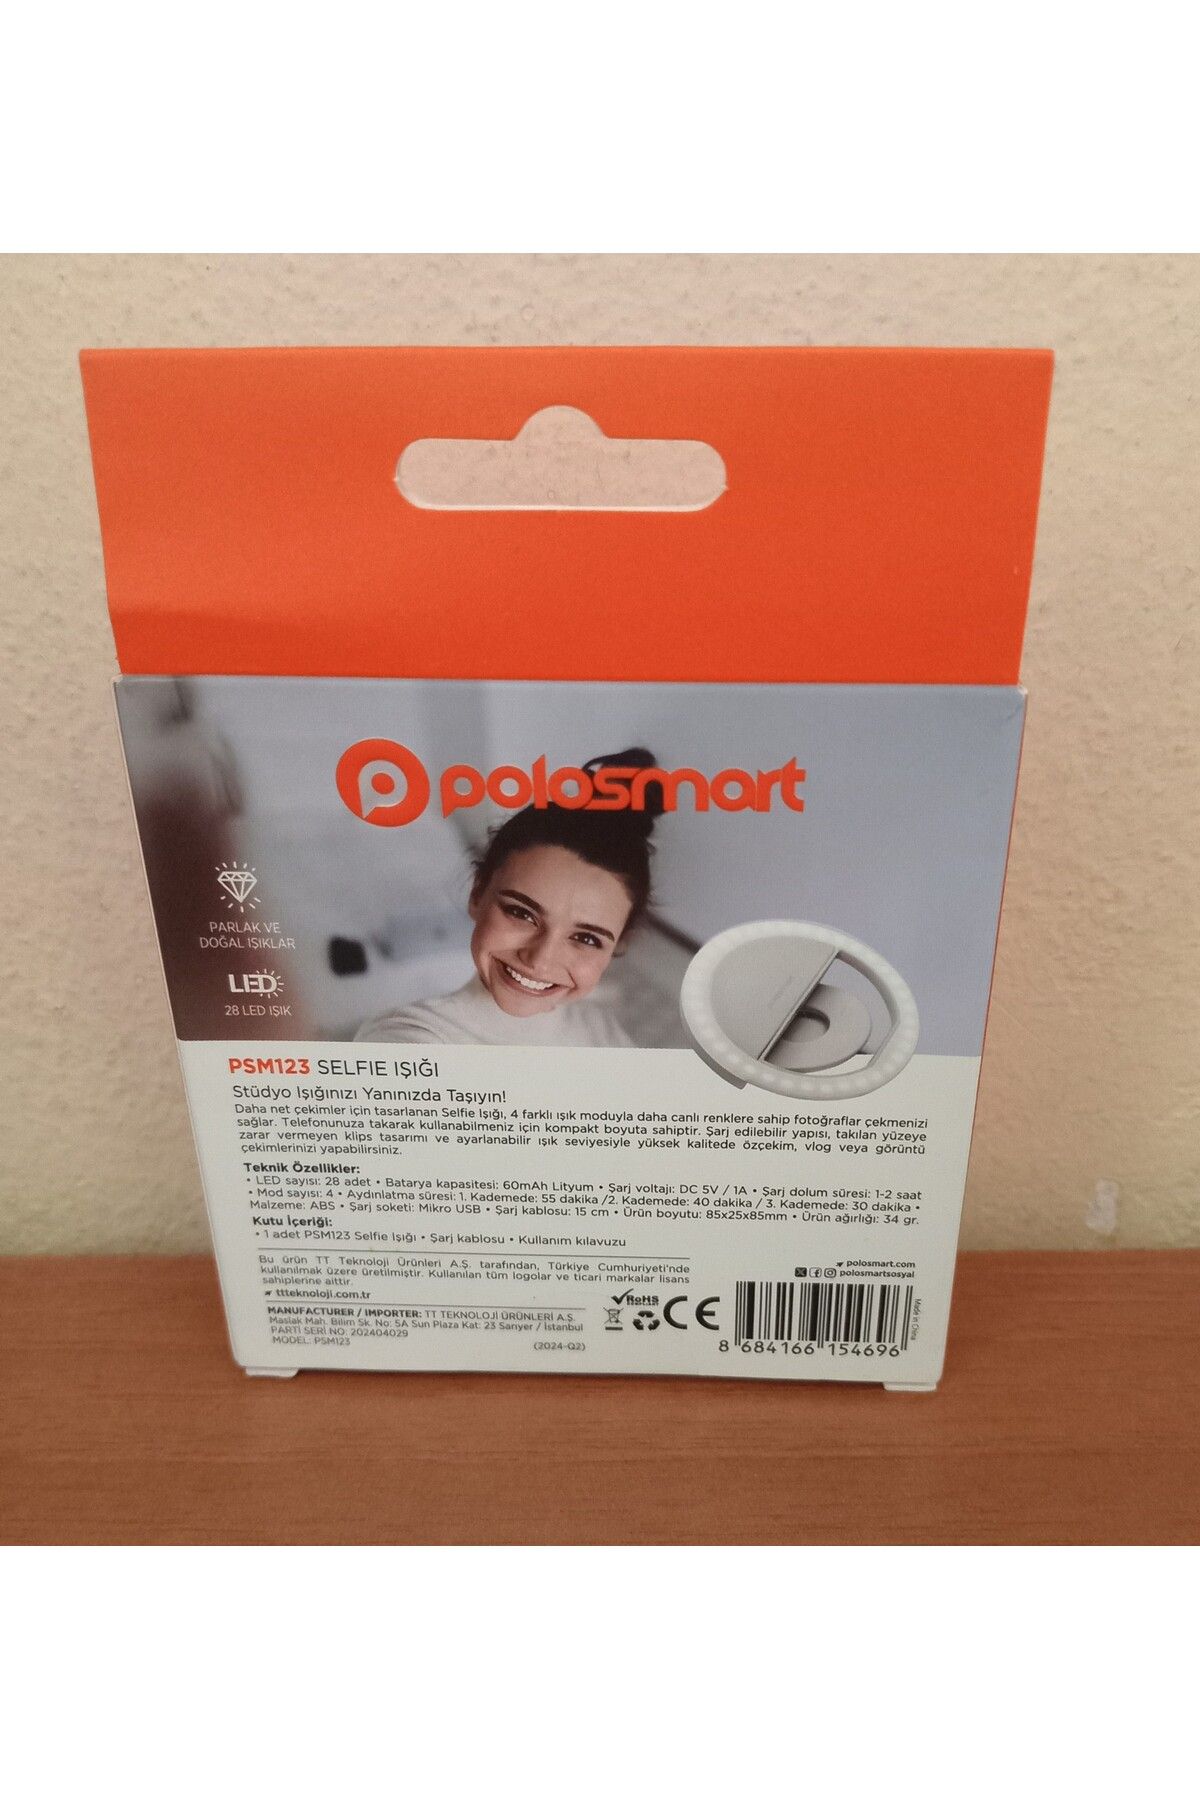 polosmart
PARLAK VE
DOĞAL IŞIKLAR
LED
28 LED IŞIK
PSM123 SELFIE IŞIĞI
Stüdyo Işığınızı Yanınızda Taşıyın!
Daha net çekimler için tasarlanan Selfie Işığı, 4 farklı ışık moduyla daha canlı renklere sahip fotoğraflar çekmenizi
sağlar. Telefonunuza takarak kullanabilmeniz için kompakt boyuta sahiptir. Şarj edilebilir yapısı, takılan yüzeye
zarar vermeyen klips tasarımı ve ayarlanabilir ışık seviyesiyle yüksek kalitede özçekim, vlog veya görüntü
çekimlerinizi yapabilirsiniz.
Teknik Özellikler:
• LED sayısı: 28 adet • Batarya kapasitesi: 60mAh Lityum • Şarj voltajı: DC 5V / 1A • Şarj dolum süresi: 1-2 saat
• Mod sayısı: 4 • Aydınlatma süresi: 1. Kademede: 55 dakika /2. Kademede: 40 dakika / 3. Kademede: 30 dakika •
Malzeme: ABS • Şarj soketi: Mikro USB • Şarj kablosu: 15 cm • Ürün boyutu: 85x25x85mm • Ürün ağırlığı: 34 gr.
Kutu İçeriği:
• 1 adet PSM123 Selfie Işığı • Şarj kablosu • Kullanım kılavuzu
Bu ürün TT Teknoloji Ürünleri A.Ş. tarafından, Türkiye Cumhuriyeti'nde
kullanılmak üzere üretilmiştir. Kullanılan tüm logolar ve ticari markalar lisans
sahiplerine aittir.
ttteknoloji.com.tr
polosmart.com
polosmartsosyal
MANUFACTURER / IMPORTER: TT TEKNOLOJİ ÜRÜNLERİ A.Ş.
Maslak Mah. Bilim Sk. No: 5A Sun Plaza Kat: 23 Sarıyer / İstanbul
PARTİ SERİ NO: 202404029
MODEL: PSM123
(2024-Q2)
RoHS
CE
8 684166 154696
Made in China